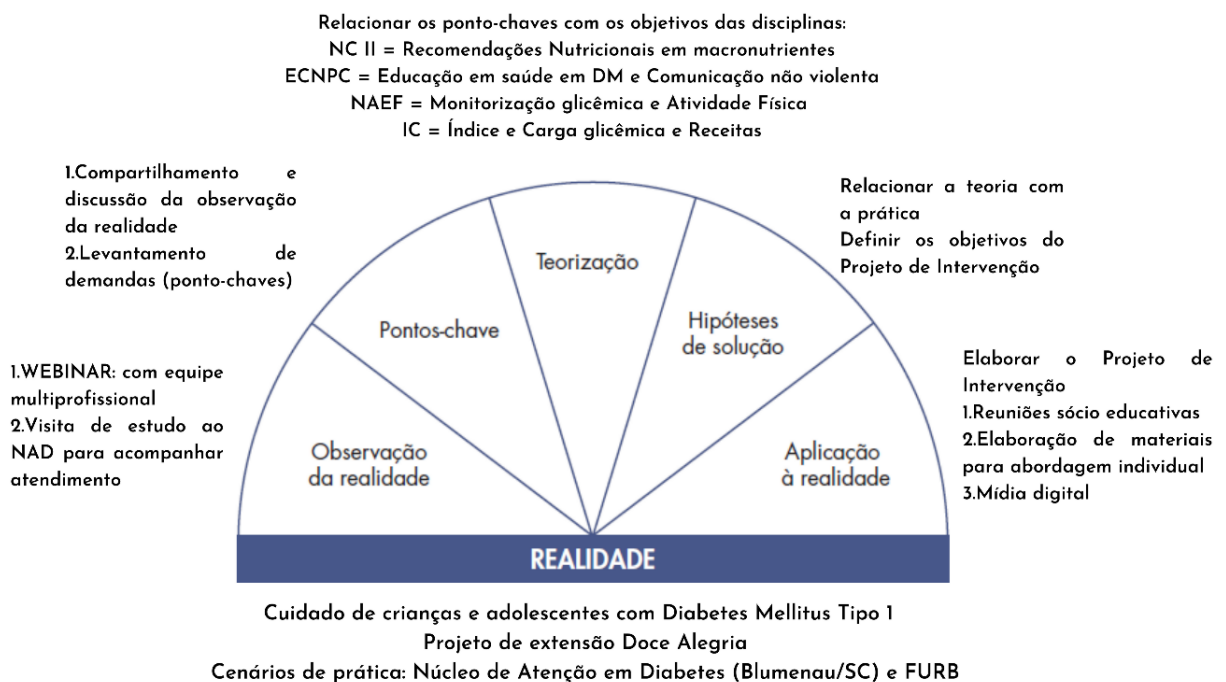 Relacionar os ponto-chaves com os objetivos das disciplinas:
NC II = Recomendações Nutricionais em macronutrientes
ECNPC = Educação em saúde em DM e Comunicação não violenta
NAEF = Monitorização glicêmica e Atividade Física
IC = Índice e Carga glicêmica e Receitas
1.Compartilhamento e
discussão da observação
da realidade
2.Levantamento de
demandas (ponto-chaves)
Relacionar a teoria com
a prática
Definir os objetivos do
Projeto de Intervenção
Teorização
Pontos-chave
Hipóteses
de solução
1.WEBINAR: com equipe
multiprofissional
2.Visita de estudo ao
NAD para acompanhar
atendimento
Observação
da realidade
Aplicação
à realidade
Elaborar o Projeto de
Intervenção
1.Reuniões sócio educativas
2.Elaboração de materiais
para abordagem individual
3.Mídia digital
REALIDADE
Cuidado de crianças e adolescentes com Diabetes Mellitus Tipo 1
Projeto de extensão Doce Alegria
Cenários de prática: Núcleo de Atenção em Diabetes (Blumenau/SC) e FURB